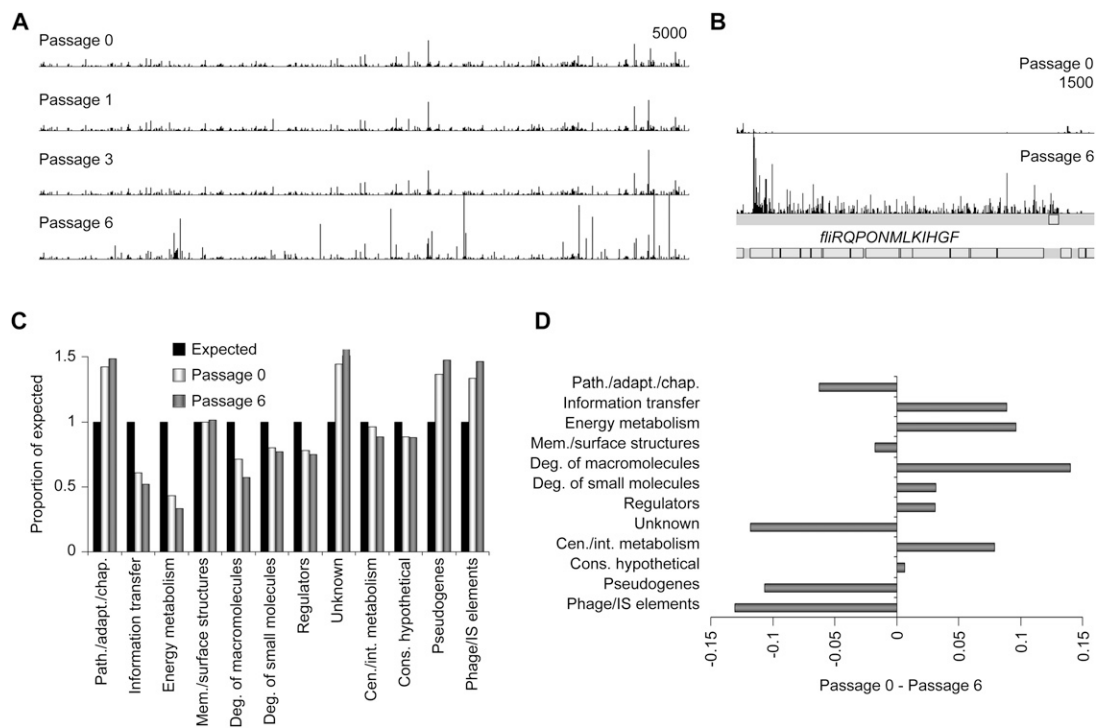 A
Passage 0
5000
Passage 1
Passage 3
Passage 6
B
Passage 0
1500
Passage 6
fliRQPONMLKIHGF
C
Expected
Passage 0
Passage 6
Proportion of expected
1.5
1
0.5
0
Path./adapt./chap.
Information transfer
Energy metabolism
Mem./surface structures
Deg. of macromolecules
Deg. of small molecules
Regulators
Unknown
Cen./int. metabolism
Cons. hypothetical
Pseudogenes
Phage/IS elements
D
Path./adapt./chap.
Information transfer
Energy metabolism
Mem./surface structures
Deg. of macromolecules
Deg. of small molecules
Regulators
Unknown
Cen./int. metabolism
Cons. hypothetical
Pseudogenes
Phage/IS elements
-0.15
-0.1
-0.05
0
0.05
0.1
0.15
Passage 0 - Passage 6